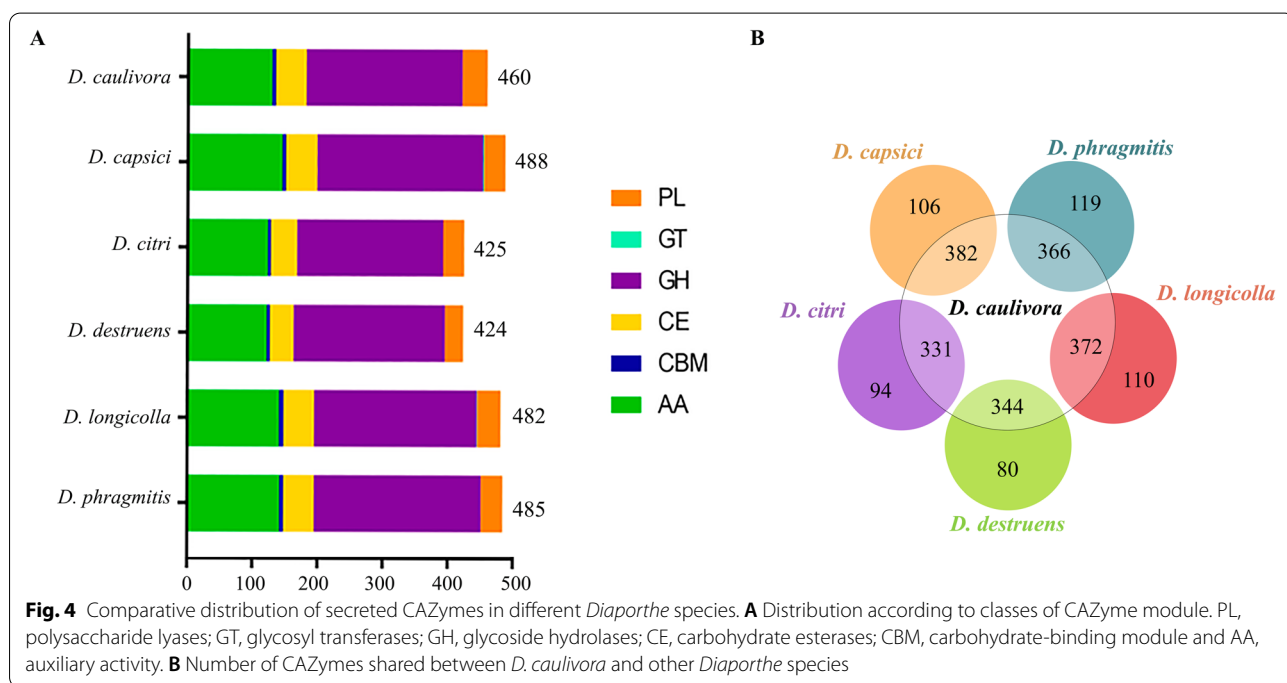 A
D. caulivora
460
D. capsici
488
D. citri
425
D. destruens
424
D. longicolla
482
D. phragmitis
485
0 100 200 300 400 500
PL
GT
GH
CE
CBM
AA
B
D. capsici
D. phragmitis
106
119
382
366
D. citri
D. caulivora
D. longicolla
331
372
94
110
344
80
D. destruens
Fig. 4 Comparative distribution of secreted CAZymes in different Diaporthe species. A Distribution according to classes of CAZyme module. PL,
polysaccharide lyases; GT, glycosyl transferases; GH, glycoside hydrolases; CE, carbohydrate esterases; CBM, carbohydrate-binding module and AA,
auxiliary activity. B Number of CAZymes shared between D. caulivora and other Diaporthe species